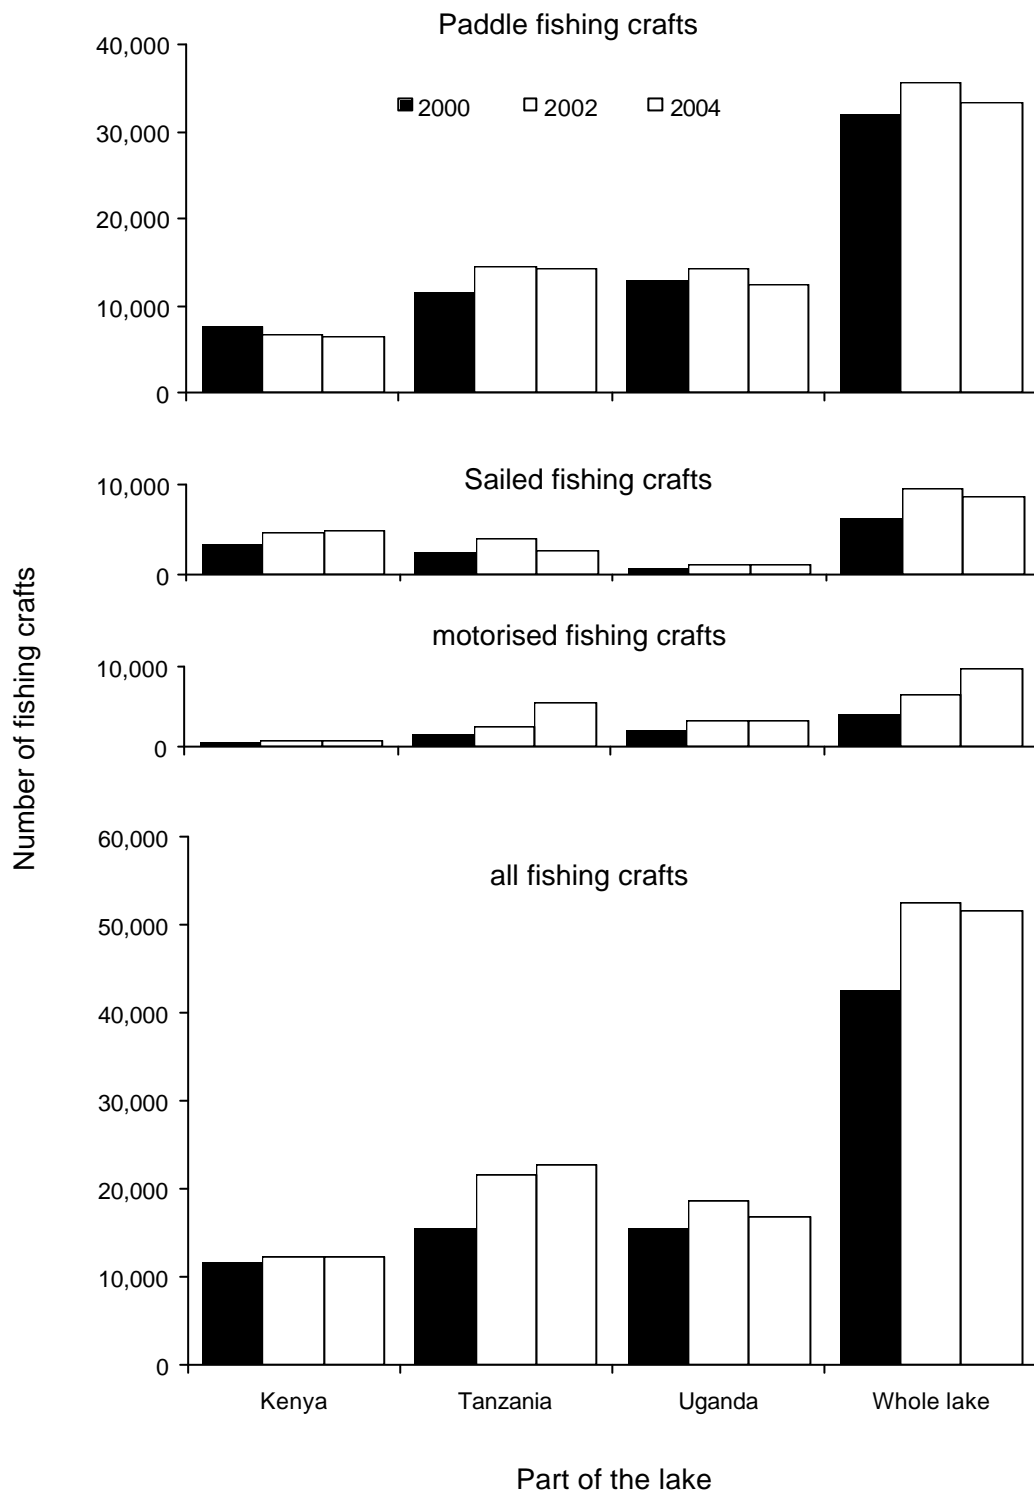 Paddle fishing crafts
40,000
2000 2002 2004
30,000
20,000
10,000
0
Sailed fishing crafts
10,000
0
motorised fishing crafts
10,000
0
Number of fishing crafts
60,000
all fishing crafts
50,000
40,000
30,000
20,000
10,000
0
Kenya Tanzania Uganda Whole lake
Part of the lake